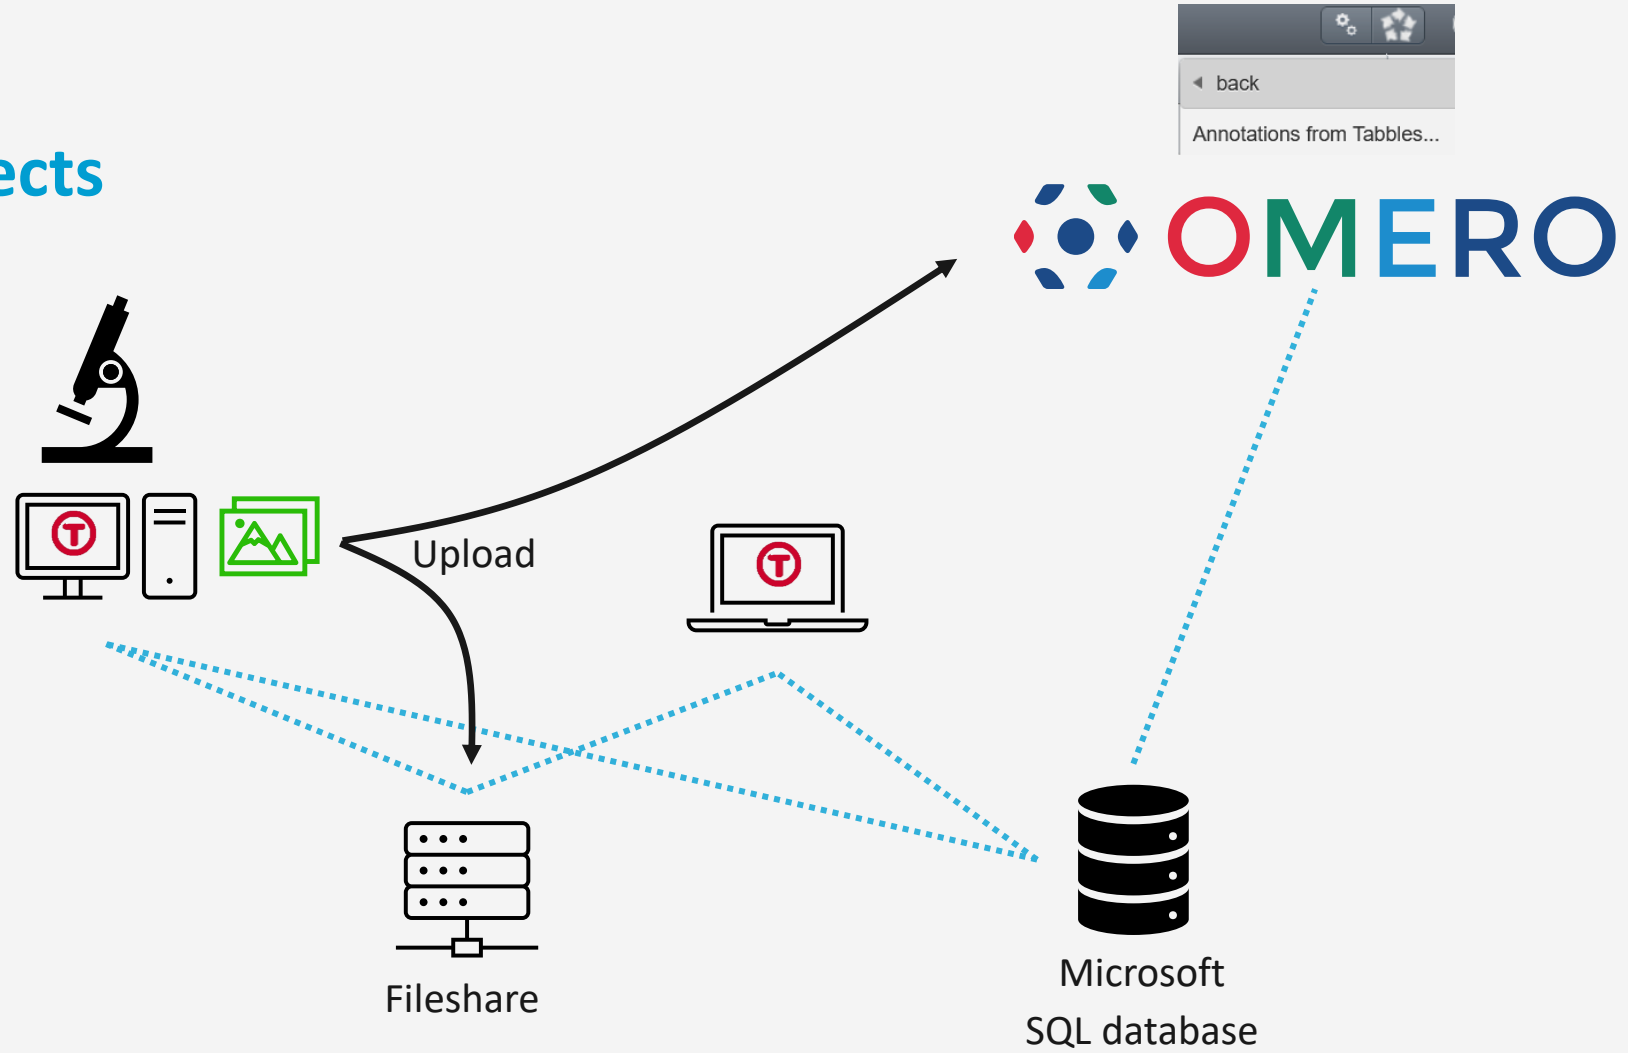 back
Annotations from Tabbles...
ects
OMERO
T
Upload
T
Fileshare
Microsoft
SQL database